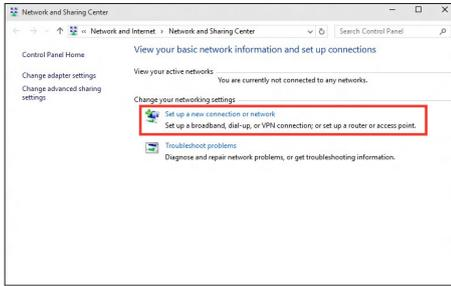 Network and Sharing Center
« Network and Internet › Network and Sharing Center
Search Control Panel
Control Panel Home
Change adapter settings
Change advanced sharing
settings
View your basic network information and set up connections
View your active networks
You are currently not connected to any networks.
Change your networking settings
Set up a new connection or network
Set up a broadband, dial-up, or VPN connection; or set up a router or access point.
Troubleshoot problems
Diagnose and repair network problems, or get troubleshooting information.